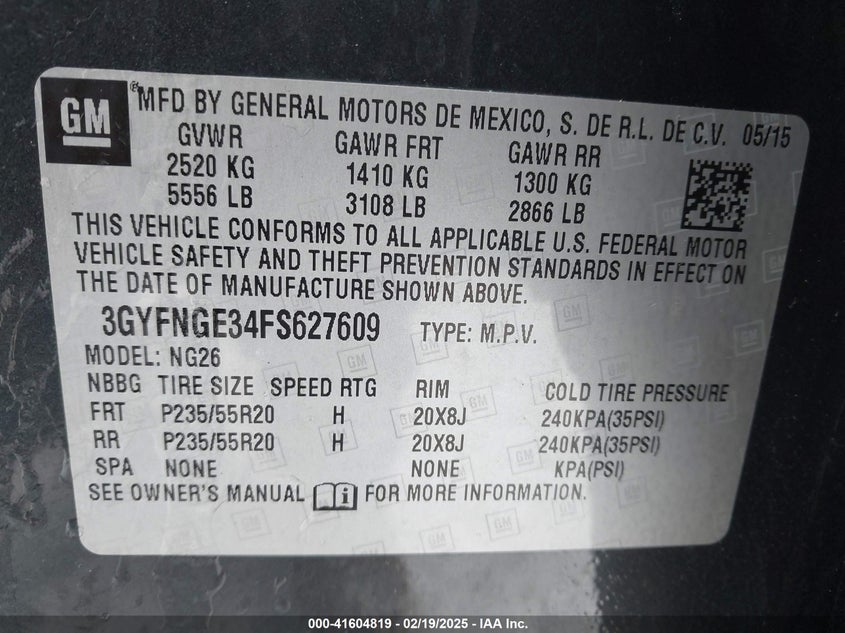 GM
® MFD BY GENERAL MOTORS DE MEXICO, S. DE R.L. DE C.V. 05/15
GVWR GAWR FRT GAWR RR
2520 KG 1410 KG 1300 KG
5556 LB 3108 LB 2866 LB
THIS VEHICLE CONFORMS TO ALL APPLICABLE U.S. FEDERAL MOTOR
VEHICLE SAFETY AND THEFT PREVENTION STANDARDS IN EFFECT ON
THE DATE OF MANUFACTURE SHOWN ABOVE.
3GYFNGE34FS627609 TYPE: M.P.V.
MODEL: NG26
NBBG TIRE SIZE SPEED RTG RIM COLD TIRE PRESSURE
FRT P235/55R20 H 20X8J 240KPA(35PSI)
RR P235/55R20 H 20X8J 240KPA(35PSI)
SPA NONE NONE KPA(PSI)
SEE OWNER'S MANUAL i FOR MORE INFORMATION.
000-41604819 - 02/19/2025 - IAA Inc.